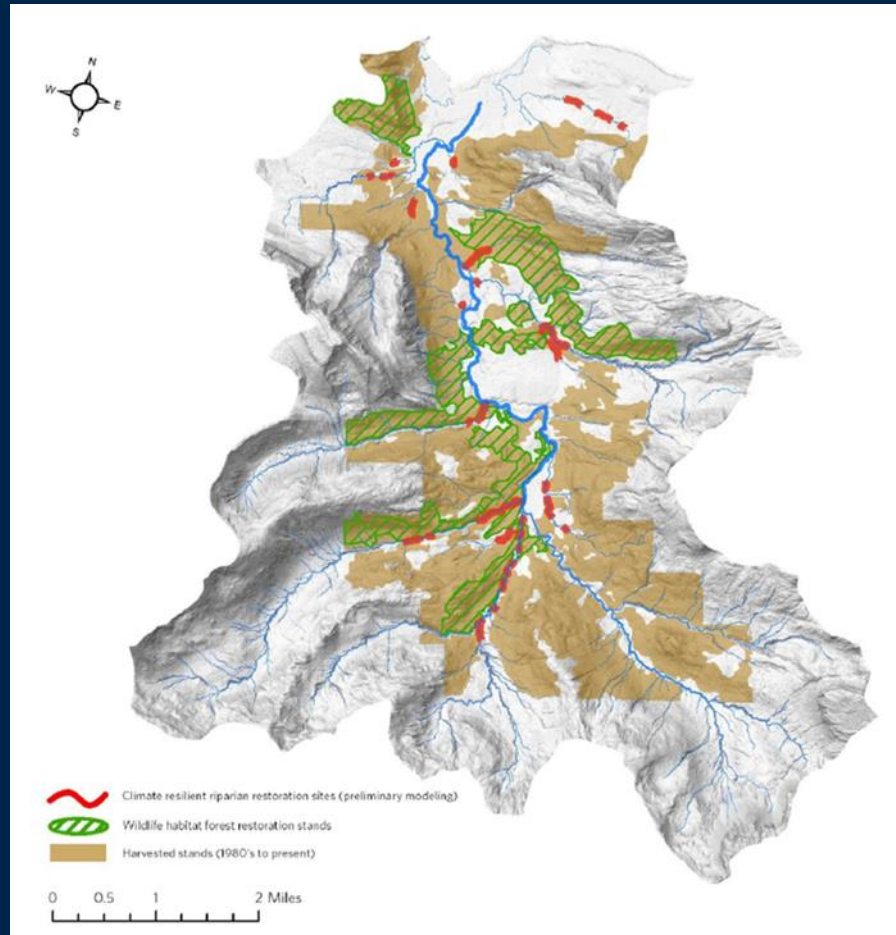 N
W
E
S
Climate resilient riparian restoration sites (preliminary modeling)
Wildlife habitat forest restoration stands
Harvested stands (1980's to present)
0 0.5 1 2 Miles